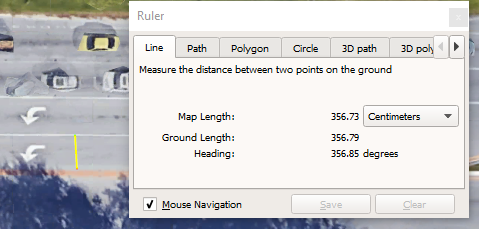 Ruler
Line Path Polygon Circle 3D path 3D poly
Measure the distance between two points on the ground
Map Length: 356.73 Centimeters
Ground Length: 356.79
Heading: 356.85 degrees
Mouse Navigation Save Clear